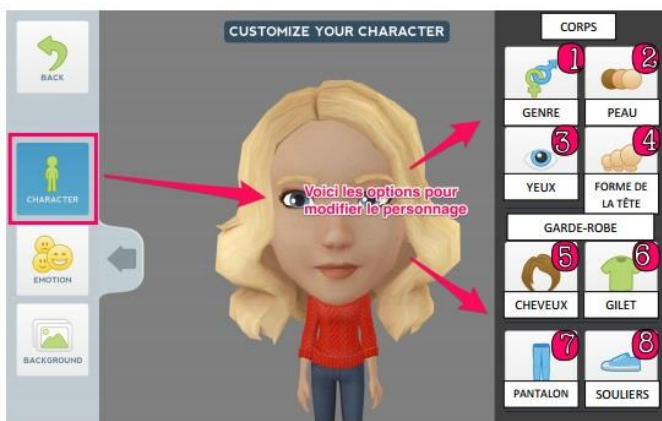 CUSTOMIZE YOUR CHARACTER
BACK
CHARACTER
EMOTION
BACKGROUND
Voici les options pour
modifier le personnage
CORPS
1
2
GENRE
PEAU
3
4
YEUX
FORME DE
LA TÊTE
GARDE-ROBE
5
6
CHEVEUX
GILET
7
8
PANTALON
SOULIERS